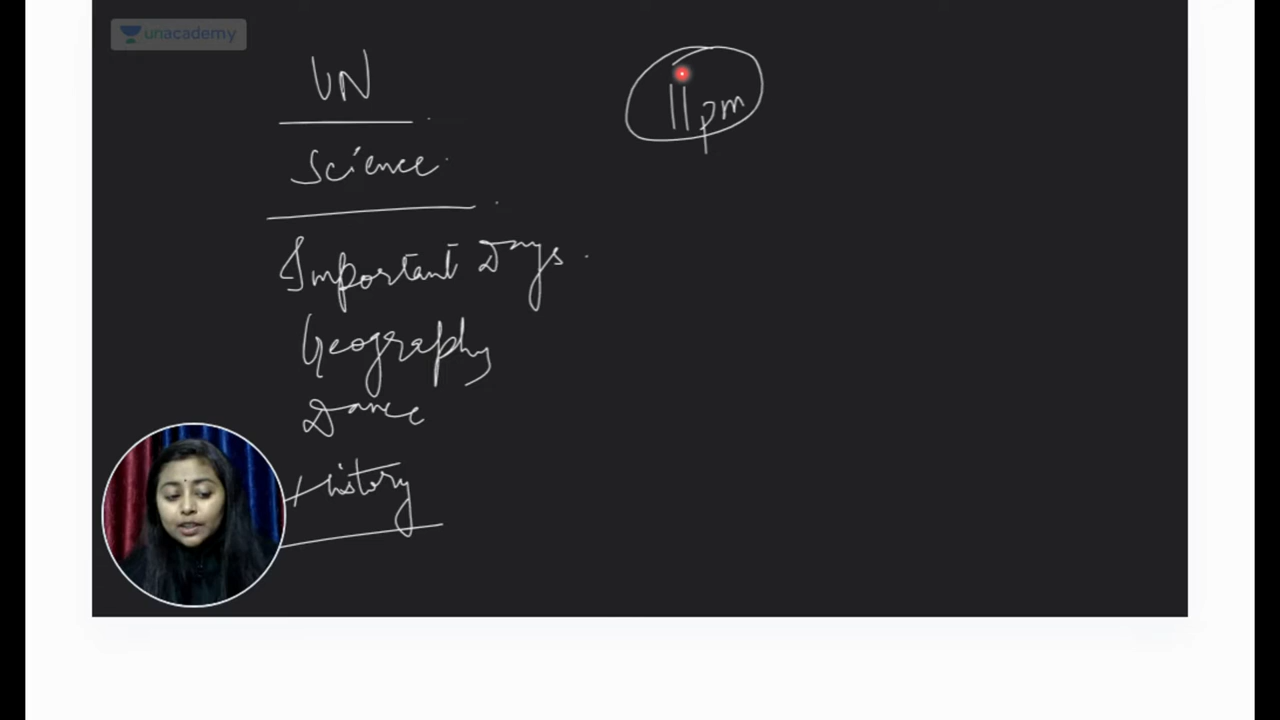 unacademy
UN
11pm
Science
Important Days
Geography
Dance
History